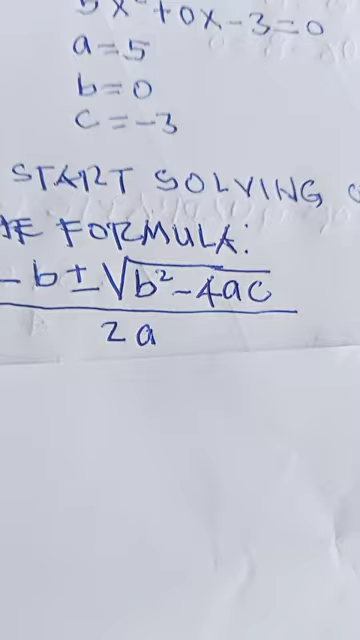 5x²+0x-3=0
a=5
b=0
c=-3
START SOLVING
FORMULA:
-b±√b²-4ac
2a